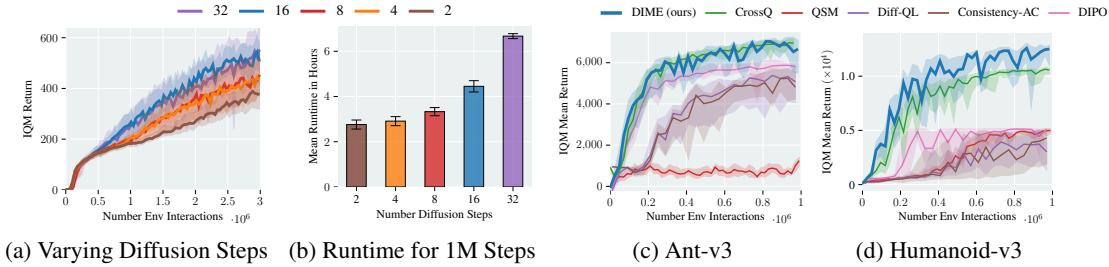 32 16 8 4 2
DIME (ours) CrossQ QSM Diff-QL Consistency-AC DIPO
IQM Return
600
400
200
0
0 0.5 1 1.5 2 2.5 3
Number Env Interactions ·10⁶
(a) Varying Diffusion Steps
Mean Runtime in Hours
6
4
2
0
2 4 8 16 32
Number Diffusion Steps
(b) Runtime for 1M Steps
IQM Mean Return
6,000
4,000
2,000
0
0 0.2 0.4 0.6 0.8 1
Number Env Interactions ·10⁶
(c) Ant-v3
IQM Mean Return (×10⁴)
1.0
0.5
0
0 0.2 0.4 0.6 0.8 1
Number Env Interactions ·10⁶
(d) Humanoid-v3